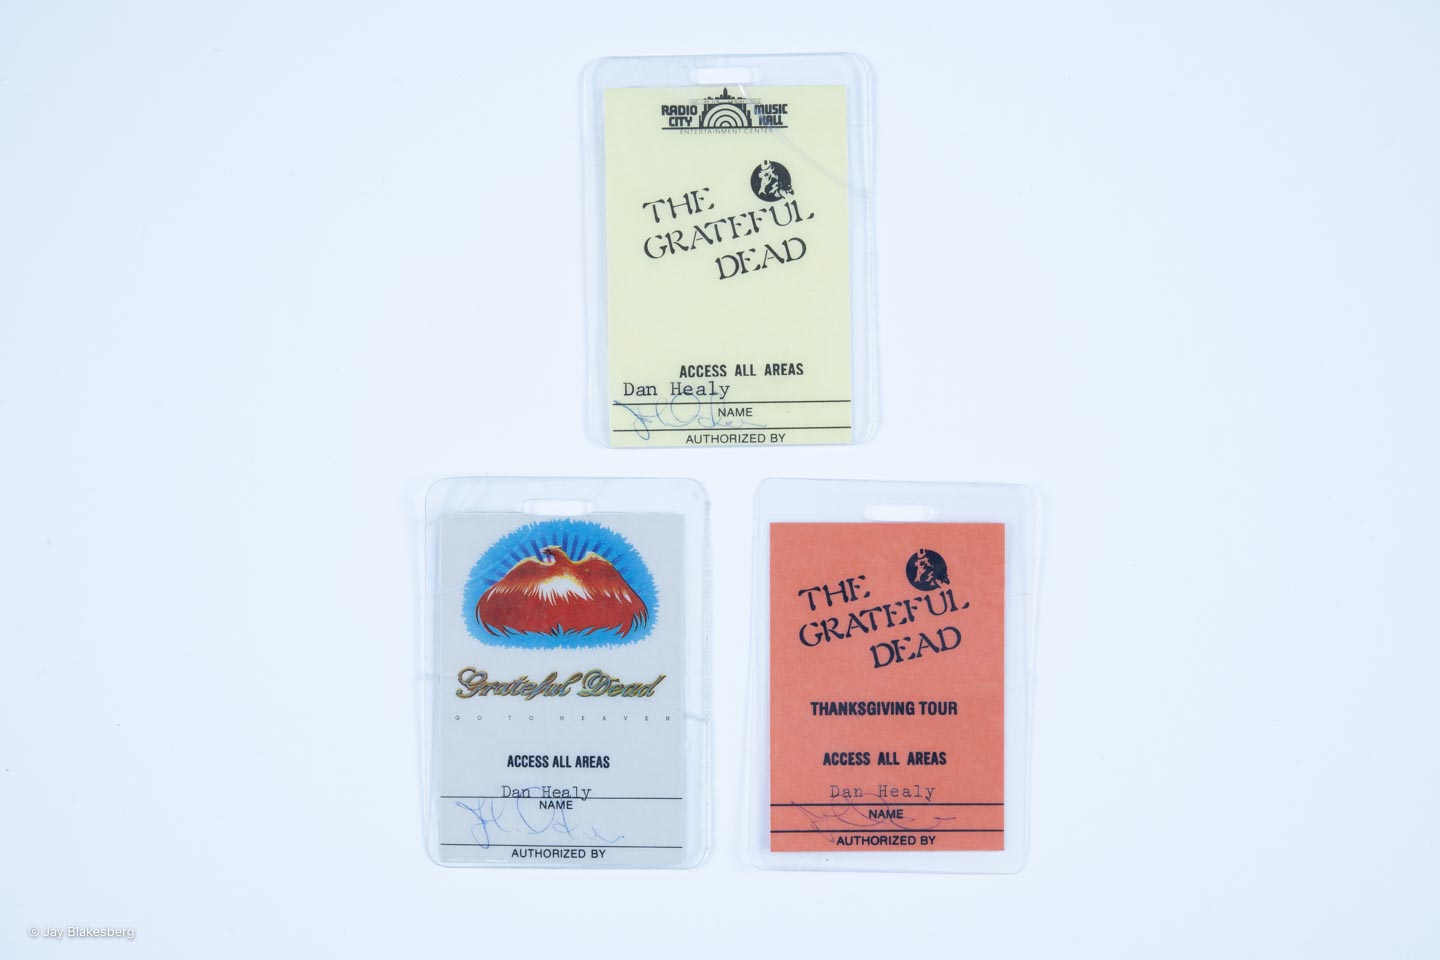 RADIO CITY MUSIC HALL
ENTERTAINMENT CENTER
THE
GRATEFUL
DEAD
ACCESS ALL AREAS
Dan Healy
NAME
AUTHORIZED BY
Grateful Dead
GO TO HEAVEN
ACCESS ALL AREAS
Dan Healy
NAME
AUTHORIZED BY
THE
GRATEFUL
DEAD
THANKSGIVING TOUR
ACCESS ALL AREAS
Dan Healy
NAME
AUTHORIZED BY
© Jay Blakesberg